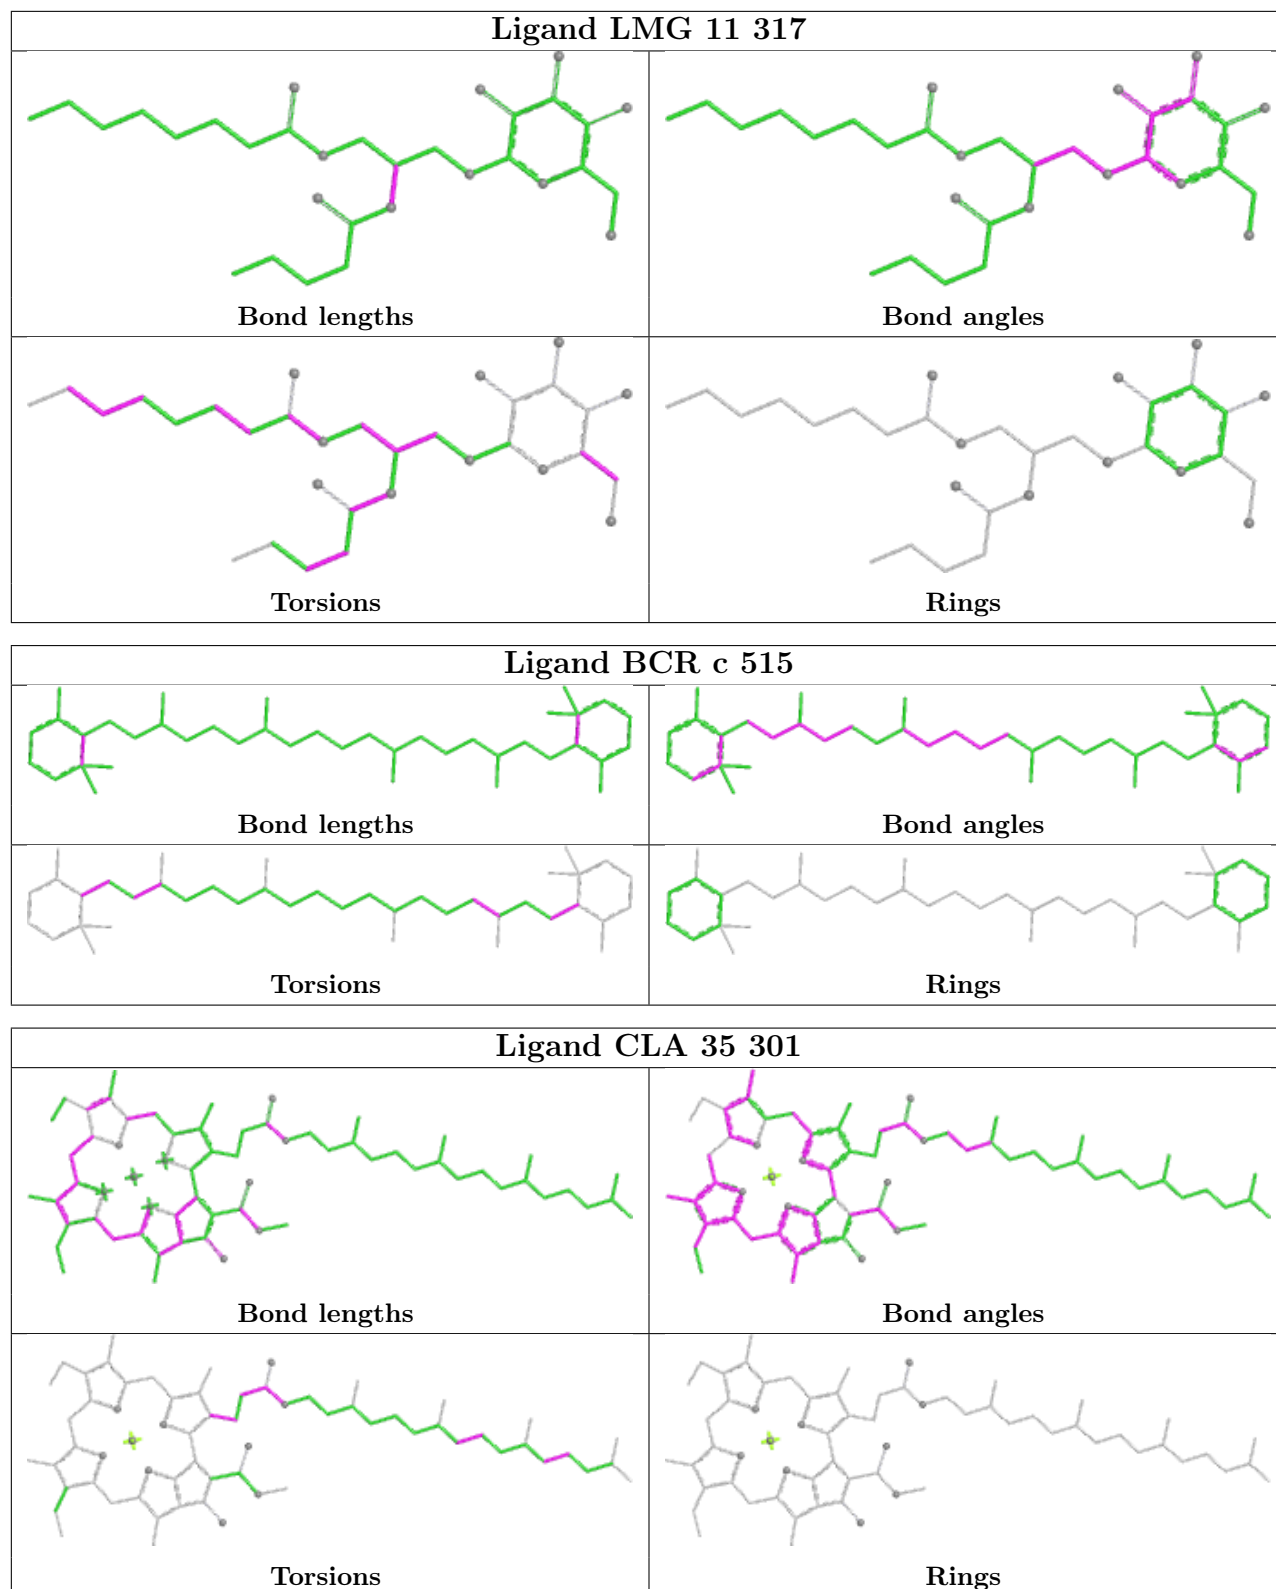 Ligand LMG 11 317
Bond lengths
Bond angles
Torsions
Rings
Ligand BCR c 515
Bond lengths
Bond angles
Torsions
Rings
Ligand CLA 35 301
Bond lengths
Bond angles
Torsions
Rings